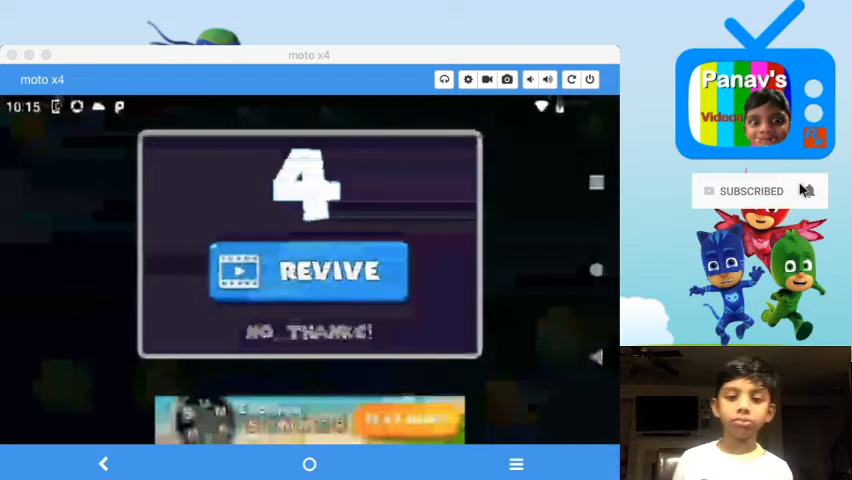 moto x4
moto x4
10:15
Panav's
Videos
SUBSCRIBED
4
REVIVE
NO THANKS!